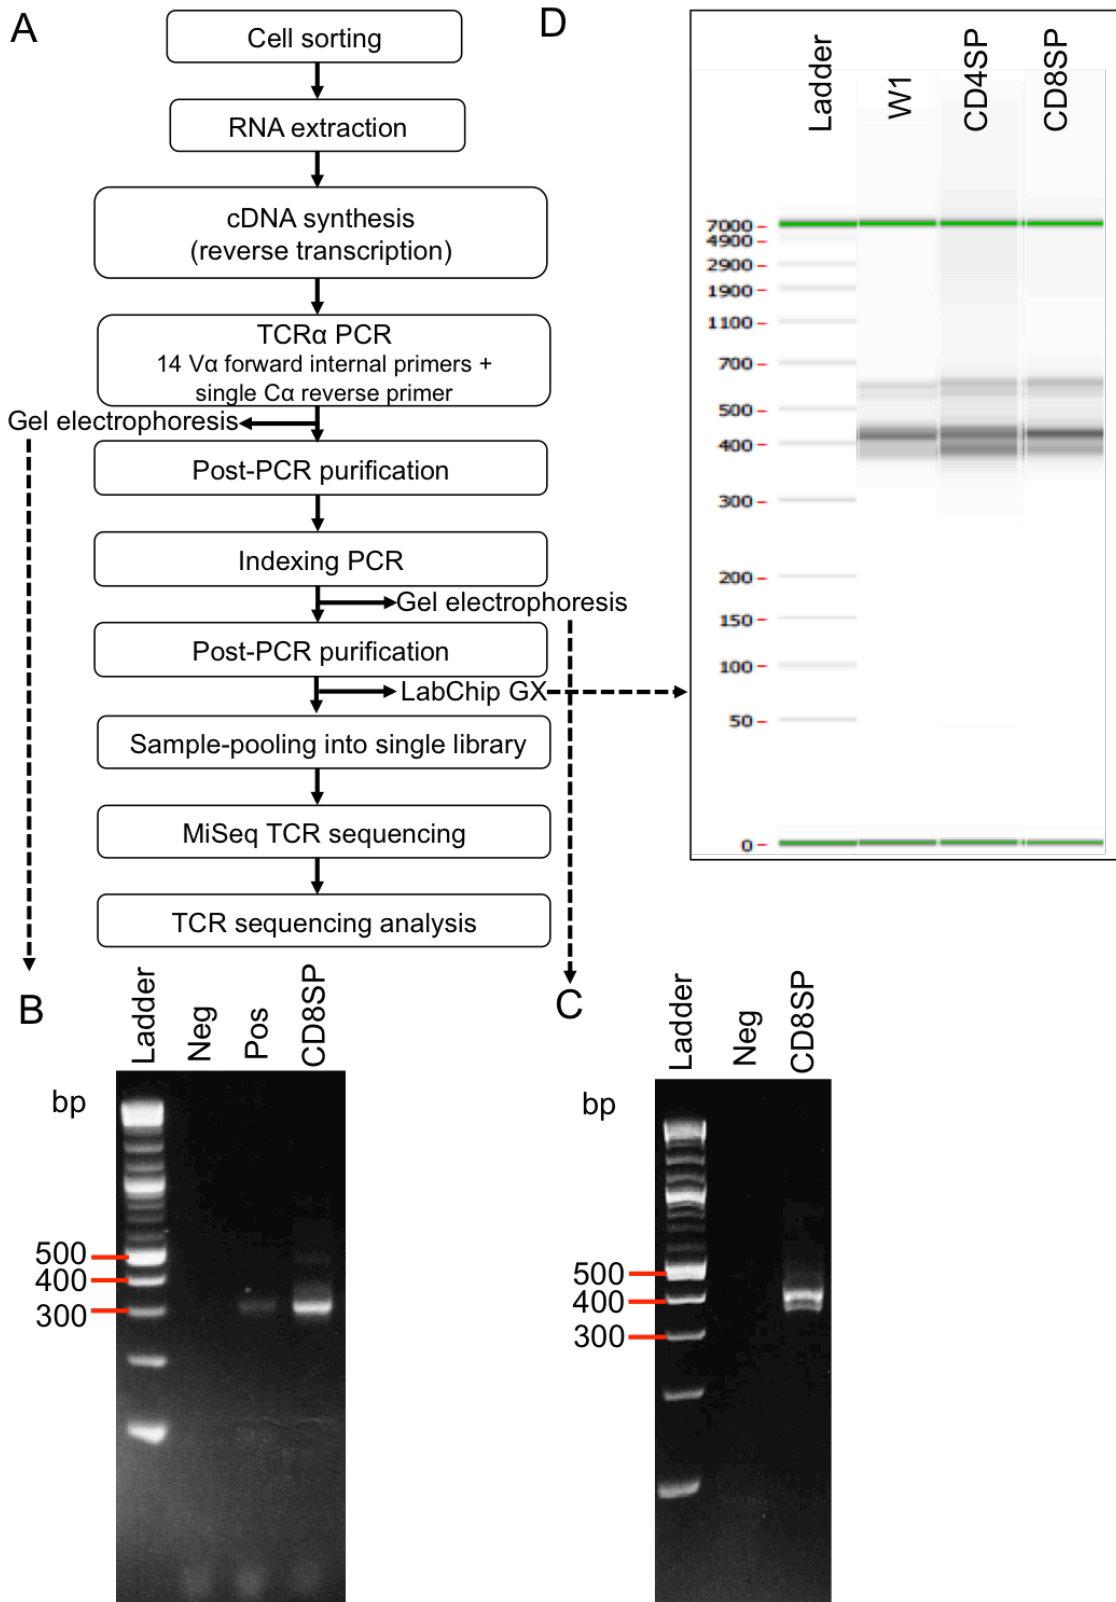 A
Cell sorting
RNA extraction
cDNA synthesis
(reverse transcription)
TCRα PCR
14 Vα forward internal primers +
single Cα reverse primer
Gel electrophoresis
Post-PCR purification
Indexing PCR
Gel electrophoresis
Post-PCR purification
LabChip GX
Sample-pooling into single library
MiSeq TCR sequencing
TCR sequencing analysis
D
Ladder
W1
CD4SP
CD8SP
7000
4900
2900
1900
1100
700
500
400
300
200
150
100
50
0
B
Ladder
Neg
Pos
CD8SP
bp
500
400
300
C
Ladder
Neg
CD8SP
bp
500
400
300